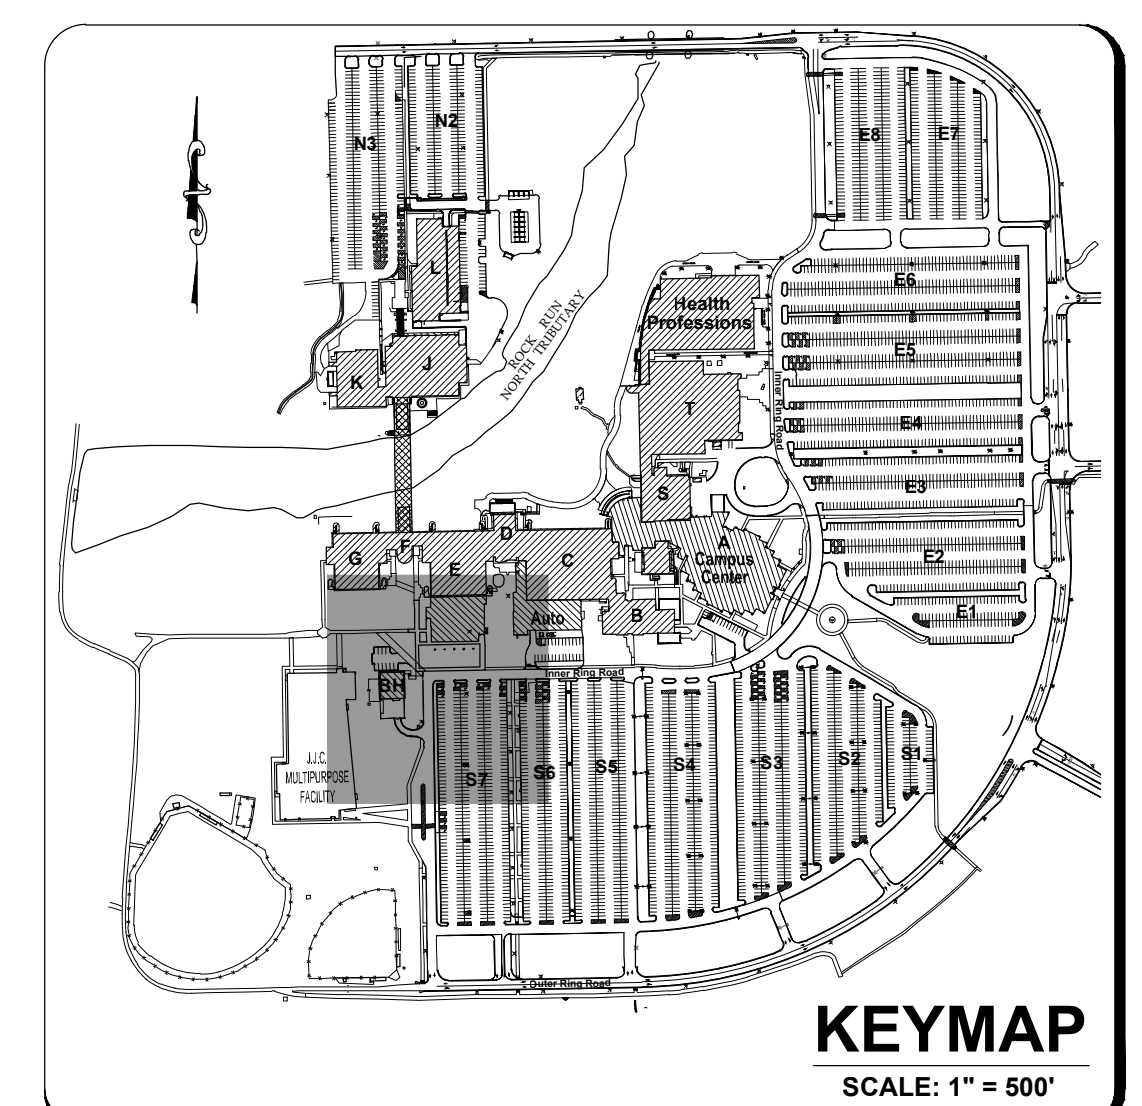 N3
N2
E8
E7
L
E6
Health
Professions
ROCK RUN
NORTH TRIBUTARY
E5
J
K
T
Inner Ring Road
E4
S
E3
D
A
Campus
Center
F
G
E
C
E2
Auto
B
E1
Inner Ring Road
BH
J.J.C.
MULTIPURPOSE
FACILITY
S7
S6
S5
S4
S3
S2
S1
Outer Ring Road
KEYMAP
SCALE: 1" = 500'